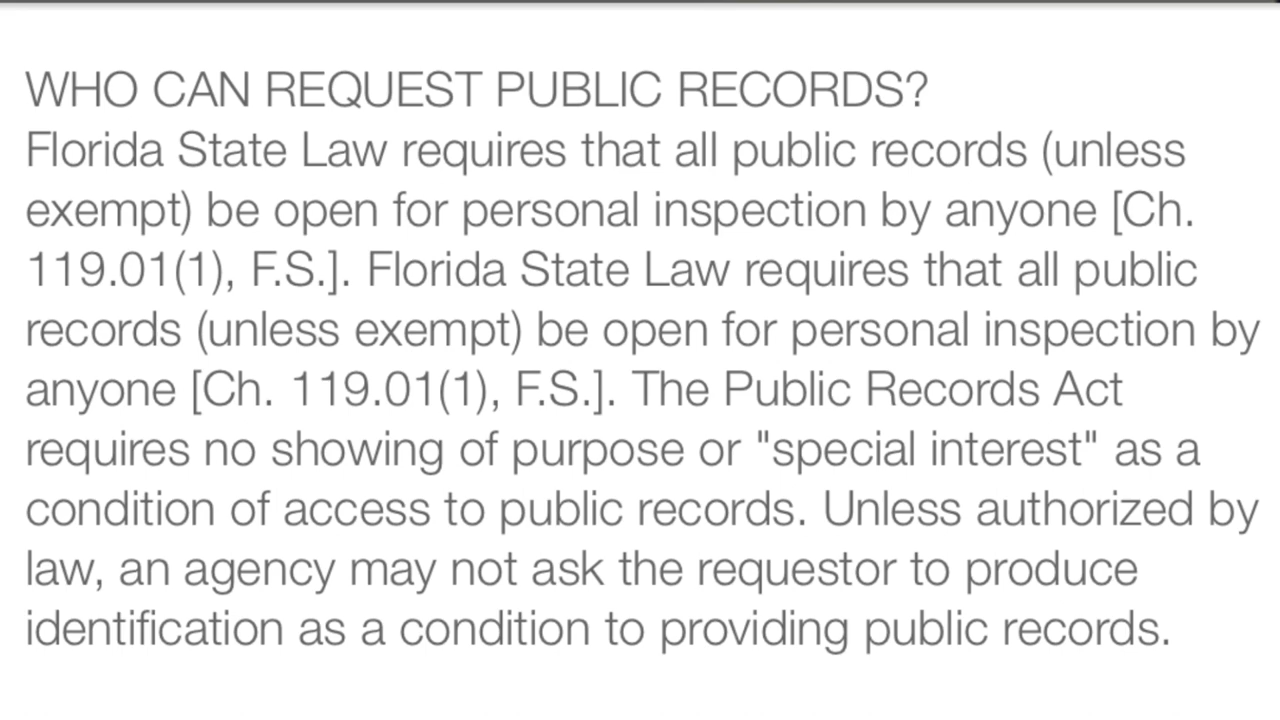 WHO CAN REQUEST PUBLIC RECORDS?
Florida State Law requires that all public records (unless
exempt) be open for personal inspection by anyone [Ch.
119.01(1), F.S.]. Florida State Law requires that all public
records (unless exempt) be open for personal inspection by
anyone [Ch. 119.01(1), F.S.]. The Public Records Act
requires no showing of purpose or "special interest" as a
condition of access to public records. Unless authorized by
law, an agency may not ask the requestor to produce
identification as a condition to providing public records.